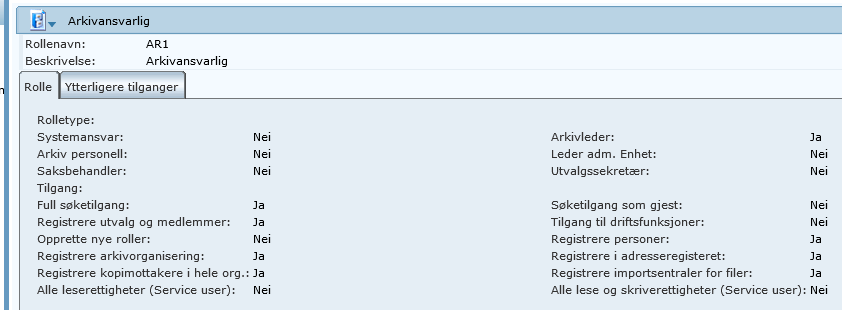 Arkivansvarlig
Rollenavn: AR1
Beskrivelse: Arkivansvarlig
Rolle Ytterligere tilganger
Rolletype:
Systemansvar: Nei Arkivleder: Ja
Arkiv personell: Nei Leder adm. Enhet: Nei
Saksbehandler: Nei Utvalgssekretær: Nei
Tilgang:
Full søketilgang: Ja Søketilgang som gjest: Nei
Registrere utvalg og medlemmer: Ja Tilgang til driftsfunksjoner: Nei
Opprette nye roller: Nei Registrere personer: Ja
Registrere arkivorganisering: Ja Registrere i adresseregisteret: Ja
Registrere kopimottakere i hele org.: Ja Registrere importsentraler for filer: Ja
Alle leserettigheter (Service user): Nei Alle lese og skriverettigheter (Service user): Nei